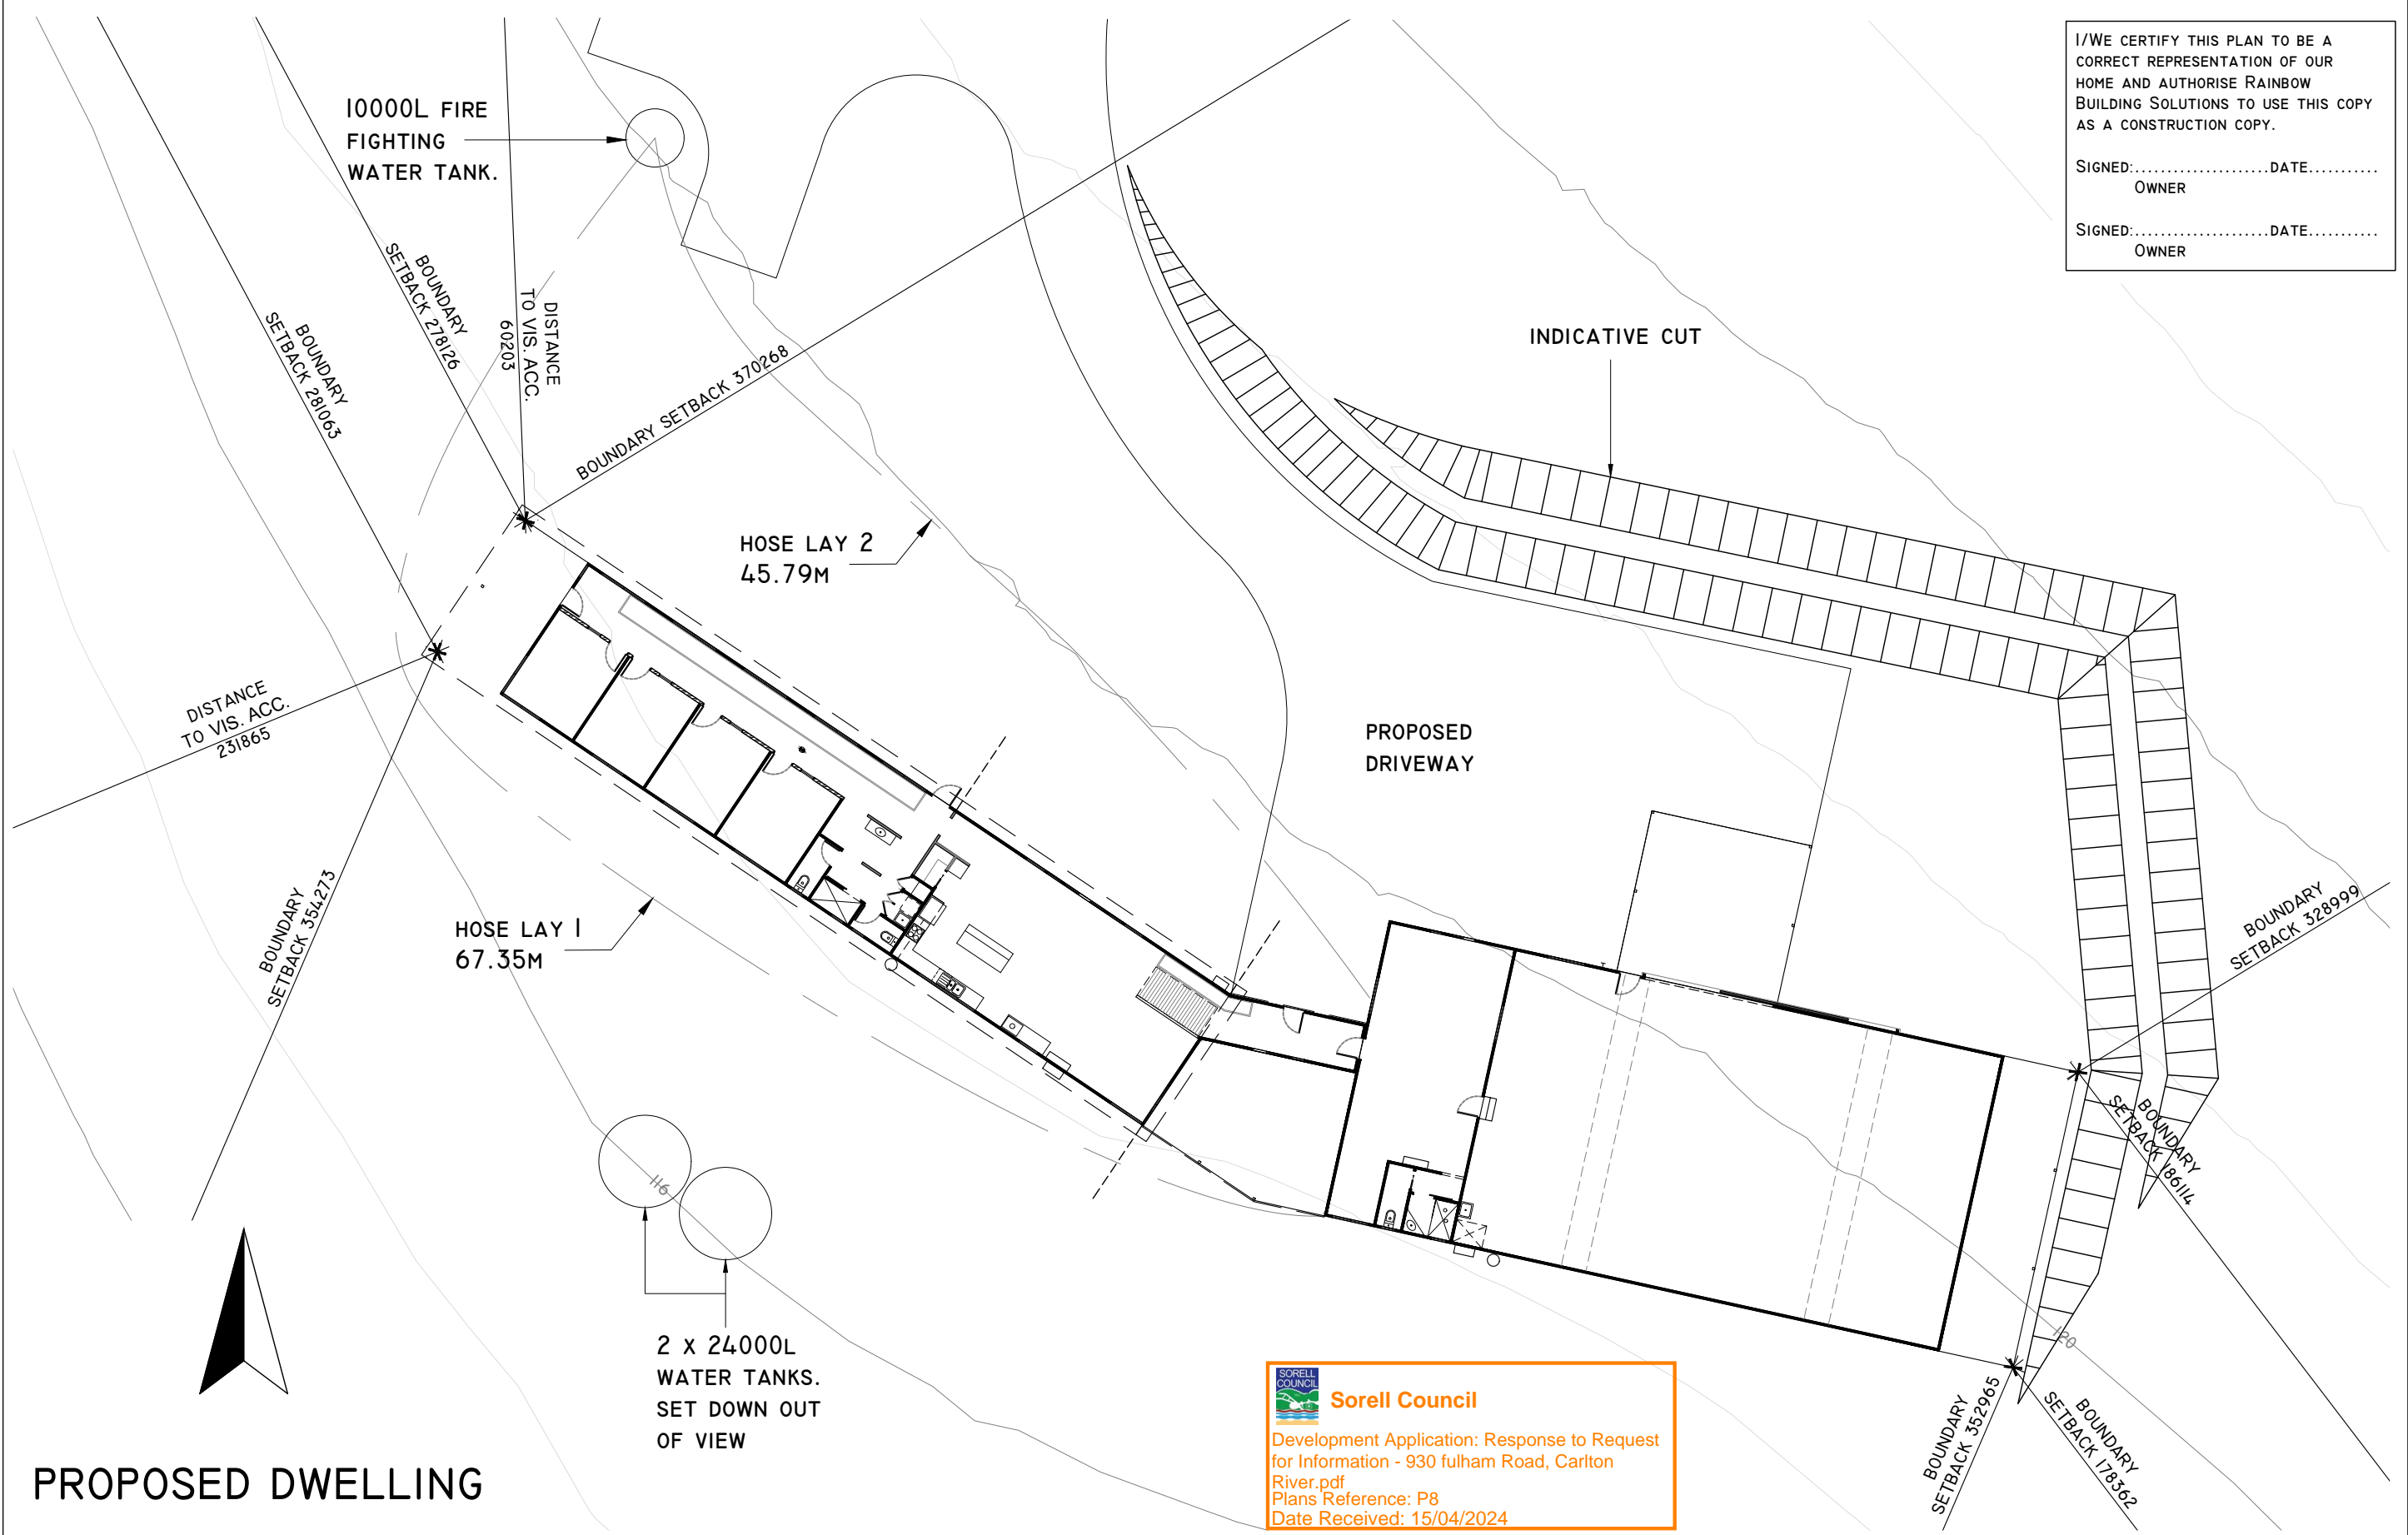 I/WE CERTIFY THIS PLAN TO BE A
CORRECT REPRESENTATION OF OUR
HOME AND AUTHORISE RAINBOW
BUILDING SOLUTIONS TO USE THIS COPY
AS A CONSTRUCTION COPY.
SIGNED:.....................DATE...........
OWNER
SIGNED:.....................DATE...........
OWNER
10000L FIRE
FIGHTING
WATER TANK.
BOUNDARY
SETBACK 281063
BOUNDARY
SETBACK 278126
DISTANCE
TO VIS. ACC.
60203
BOUNDARY SETBACK 370268
INDICATIVE CUT
HOSE LAY 2
45.79M
DISTANCE
TO VIS. ACC.
231865
PROPOSED
DRIVEWAY
BOUNDARY
SETBACK 354273
HOSE LAY 1
67.35M
BOUNDARY
SETBACK 328999
BOUNDARY
SETBACK 186114
116
2 X 24000L
WATER TANKS.
SET DOWN OUT
OF VIEW
120
BOUNDARY
SETBACK 352965
BOUNDARY
SETBACK 178362
PROPOSED DWELLING
SORELL
COUNCIL
Sorell Council
Development Application: Response to Request
for Information - 930 fulham Road, Carlton
River.pdf
Plans Reference: P8
Date Received: 15/04/2024